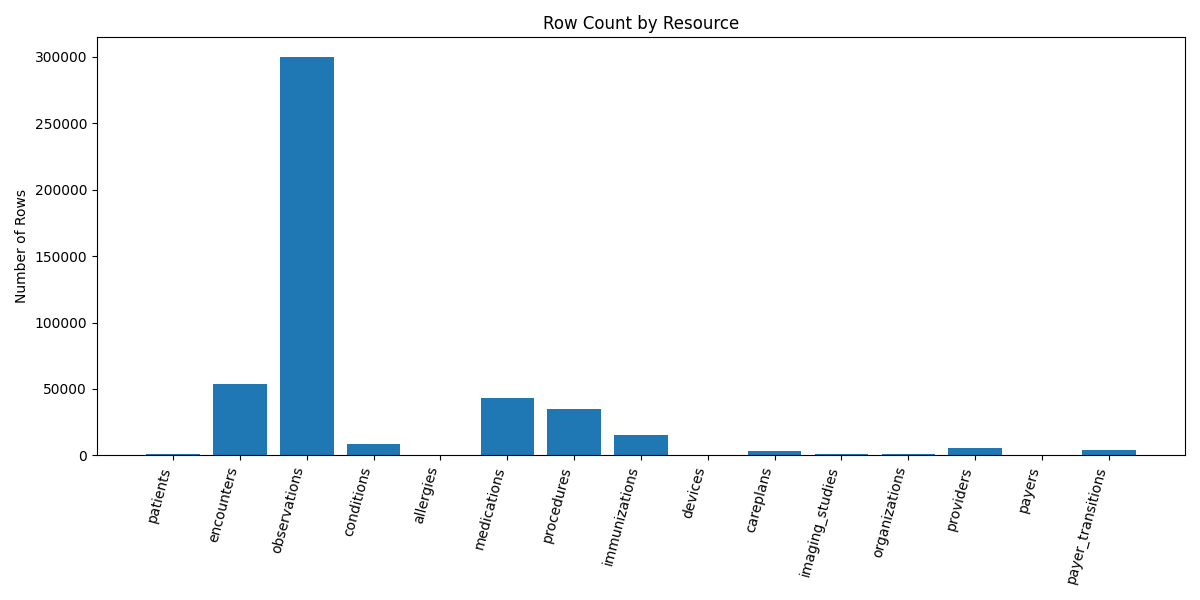 Row Count by Resource
Number of Rows
300000
250000
200000
150000
100000
50000
0
patients
encounters
observations
conditions
allergies
medications
procedures
immunizations
devices
careplans
imaging_studies
organizations
providers
payers
payer_transitions